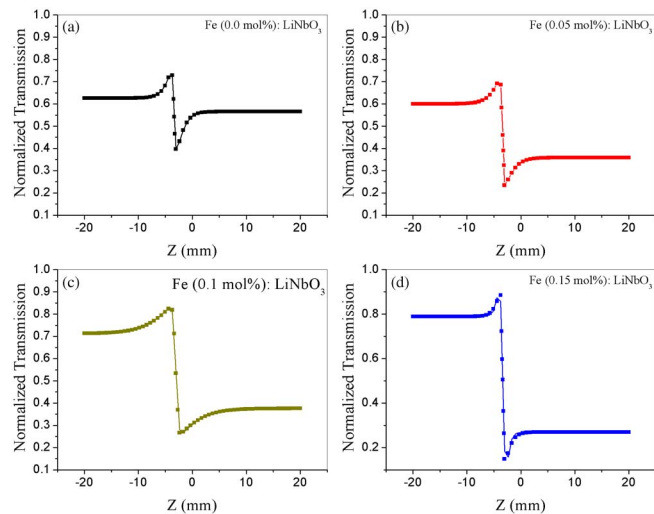 (a) Fe (0.0 mol%): LiNbO₃
1.0
0.9
0.8
0.7
0.6
0.5
0.4
0.3
0.2
0.1
Normalized Transmission
-20 -10 0 10 20
Z (mm)
(b) Fe (0.05 mol%): LiNbO₃
1.0
0.9
0.8
0.7
0.6
0.5
0.4
0.3
0.2
0.1
Normalized Transmission
-20 -10 0 10 20
Z (mm)
(c) Fe (0.1 mol%): LiNbO₃
1.0
0.9
0.8
0.7
0.6
0.5
0.4
0.3
0.2
0.1
Normalized Transmission
-20 -10 0 10 20
Z (mm)
(d) Fe (0.15 mol%): LiNbO₃
1.0
0.8
0.6
0.4
0.2
Normalized Transmission
-20 -10 0 10 20
Z (mm)